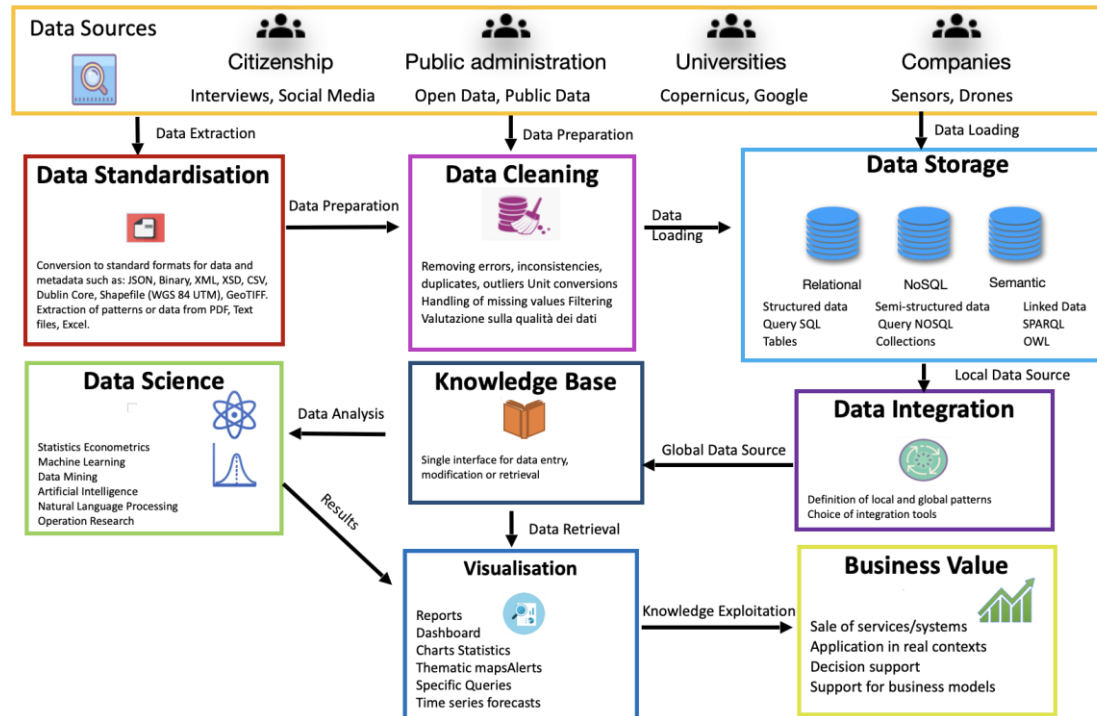 Data Sources
Citizenship
Interviews, Social Media
Public administration
Open Data, Public Data
Universities
Copernicus, Google
Companies
Sensors, Drones
Data Extraction
Data Preparation
Data Loading
Data Standardisation
Conversion to standard formats for data and
metadata such as: JSON, Binary, XML, XSD, CSV,
Dublin Core, Shapefile (WGS 84 UTM), GeoTIFF.
Extraction of patterns or data from PDF, Text
files, Excel.
Data Preparation
Data Cleaning
Removing errors, inconsistencies,
duplicates, outliers Unit conversions
Handling of missing values Filtering
Valutazione sulla qualità dei dati
Data
Loading
Data Storage
Relational
NoSQL
Semantic
Structured data
Query SQL
Tables
Semi-structured data
Query NOSQL
Collections
Linked Data
SPARQL
OWL
Local Data Source
Data Integration
Definition of local and global patterns
Choice of integration tools
Global Data Source
Knowledge Base
Single interface for data entry,
modification or retrieval
Data Analysis
Data Science
Statistics Econometrics
Machine Learning
Data Mining
Artificial Intelligence
Natural Language Processing
Operation Research
Results
Data Retrieval
Visualisation
Reports
Dashboard
Charts Statistics
Thematic mapsAlerts
Specific Queries
Time series forecasts
Knowledge Exploitation
Business Value
Sale of services/systems
Application in real contexts
Decision support
Support for business models